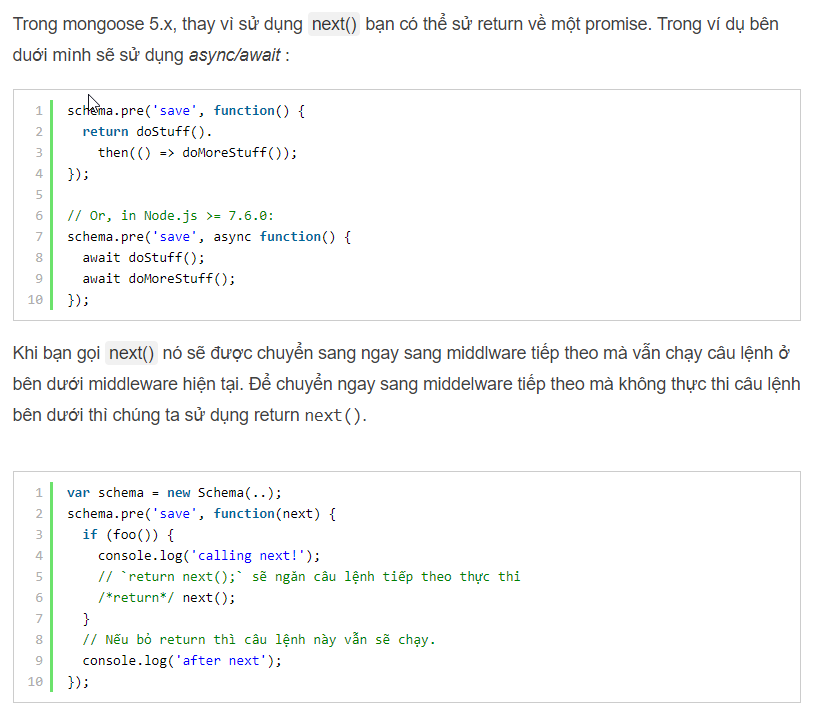 Trong mongoose 5.x, thay vì sử dụng next() bạn có thể sử return về một promise. Trong ví dụ bên
dưới mình sẽ sử dụng async/await :
1 schema.pre('save', function() {
2   return doStuff().
3     then(() => doMoreStuff());
4 });
5
6 // Or, in Node.js >= 7.6.0:
7 schema.pre('save', async function() {
8   await doStuff();
9   await doMoreStuff();
10 });
Khi bạn gọi next() nó sẽ được chuyển sang ngay sang middlware tiếp theo mà vẫn chạy câu lệnh ở
bên dưới middleware hiện tại. Để chuyển ngay sang middelware tiếp theo mà không thực thi câu lệnh
bên dưới thì chúng ta sử dụng return next().
1 var schema = new Schema(..);
2 schema.pre('save', function(next) {
3   if (foo()) {
4     console.log('calling next!');
5     // `return next();` sẽ ngăn câu lệnh tiếp theo thực thi
6     /*return*/ next();
7   }
8   // Nếu bỏ return thì câu lệnh này vẫn sẽ chạy.
9   console.log('after next');
10 });